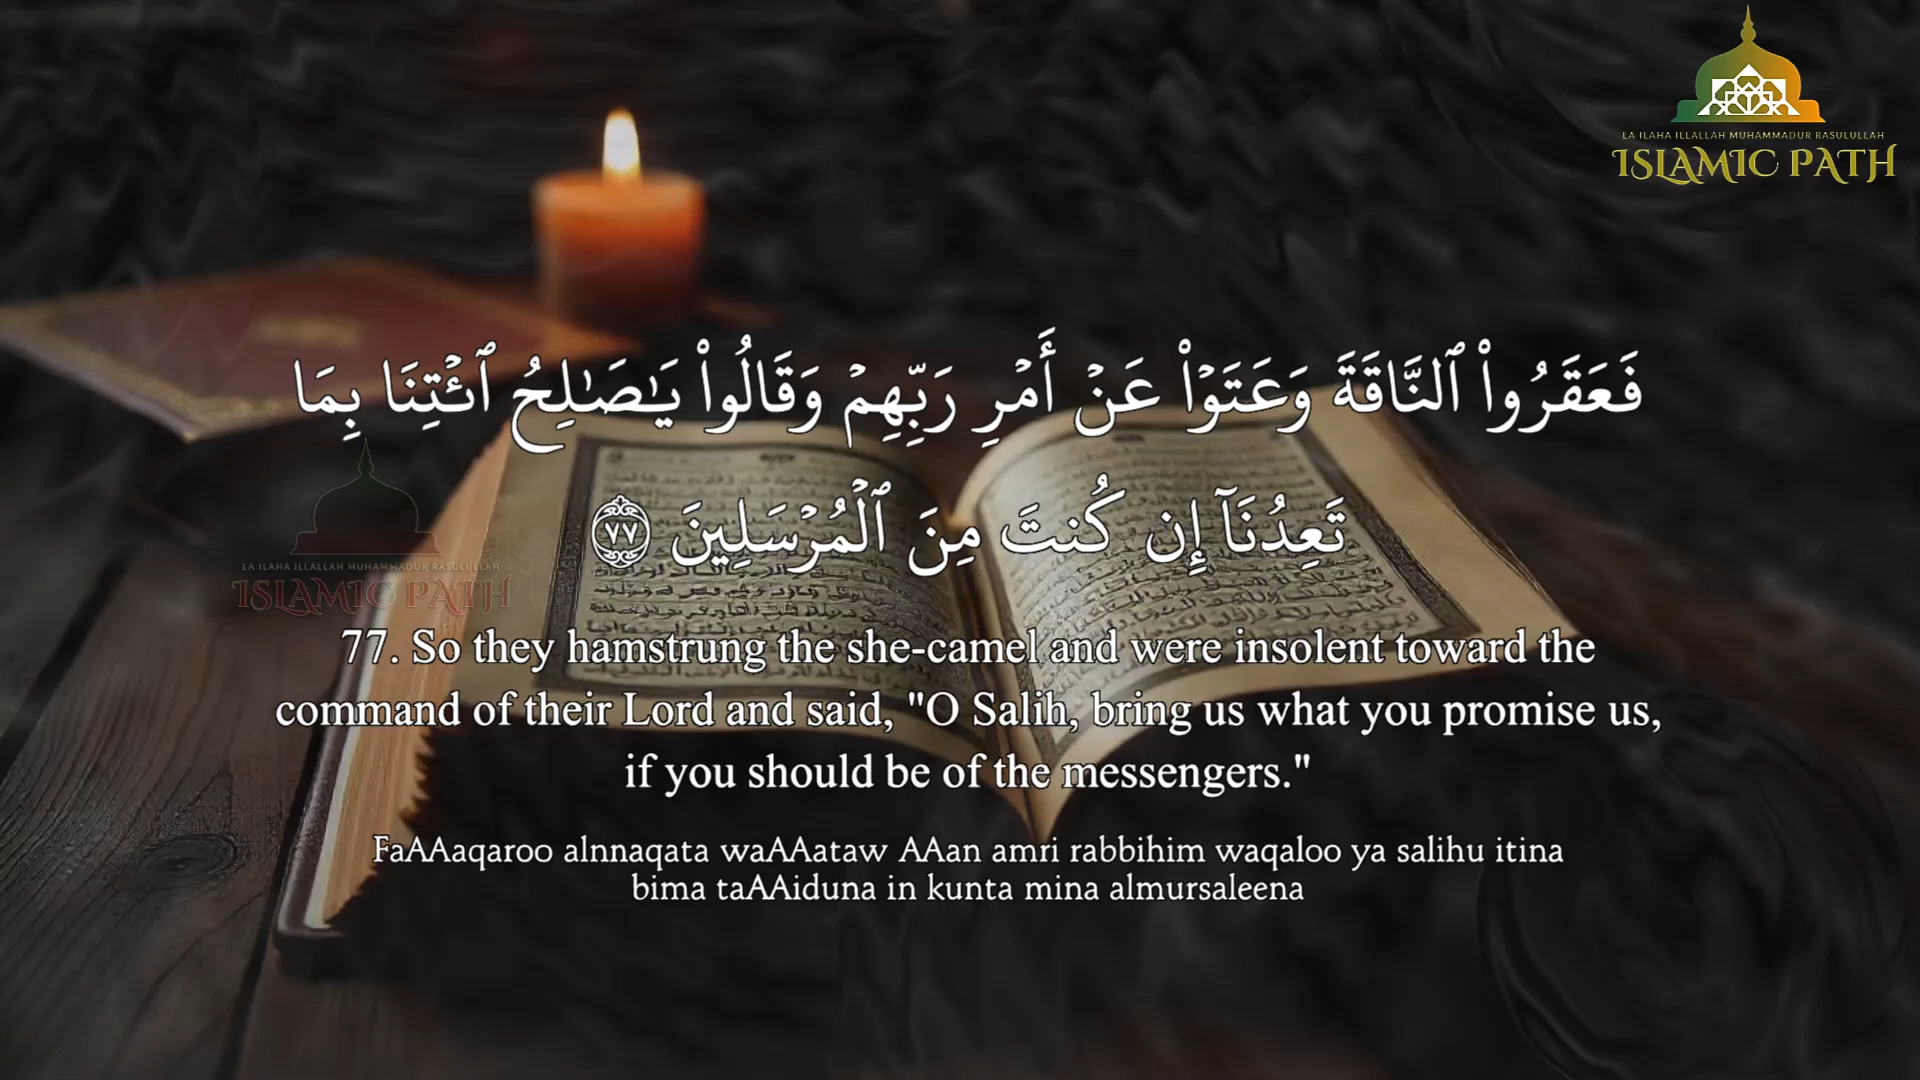 LA ILAHA ILLALLAH MUHAMMADUR RASULULLAH
ISLAMIC PATH
فَعَقَرُوا۟ ٱلنَّاقَةَ وَعَتَوْا۟ عَنْ أَمْرِ رَبِّهِمْ وَقَالُوا۟ يَـٰصَـٰلِحُ ٱئْتِنَا بِمَا
تَعِدُنَآ إِن كُنتَ مِنَ ٱلْمُرْسَلِينَ ٧٧
LA ILAHA ILLALLAH MUHAMMADUR RASULULLAH
ISLAMIC PATH
77. So they hamstrung the she-camel and were insolent toward the
command of their Lord and said, "O Salih, bring us what you promise us,
if you should be of the messengers."
FaAAaqaroo alnnaqata waAAataw AAan amri rabbihim waqaloo ya salihu itina
bima taAAiduna in kunta mina almursaleena